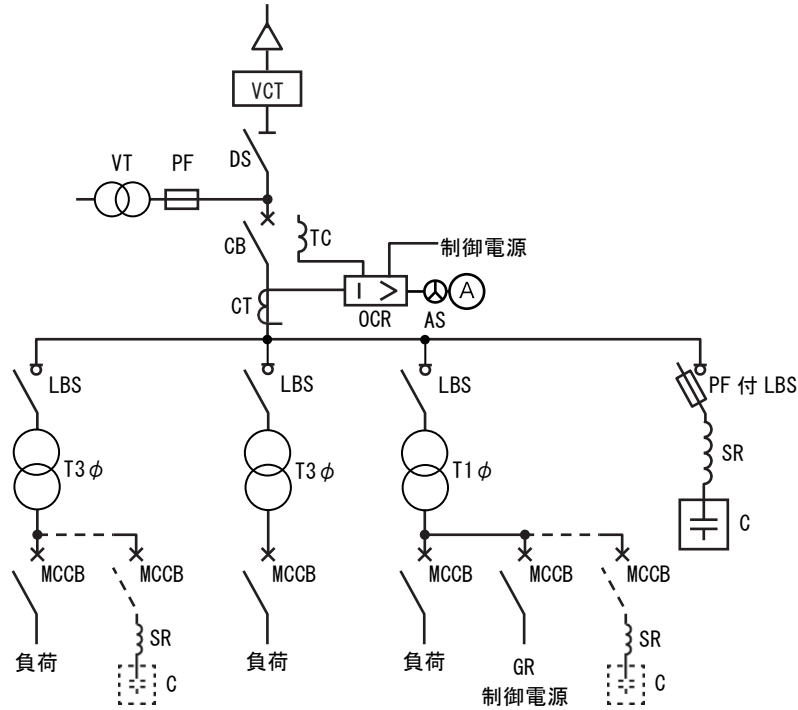 VCT
DS
VT
PF
CB
TC
制御電源
CT
I >
OCR
AS
A
LBS
LBS
LBS
PF 付 LBS
T3φ
T3φ
T1φ
SR
C
MCCB
MCCB
MCCB
MCCB
MCCB
MCCB
SR
SR
負荷
C
負荷
負荷
GR
制御電源
C